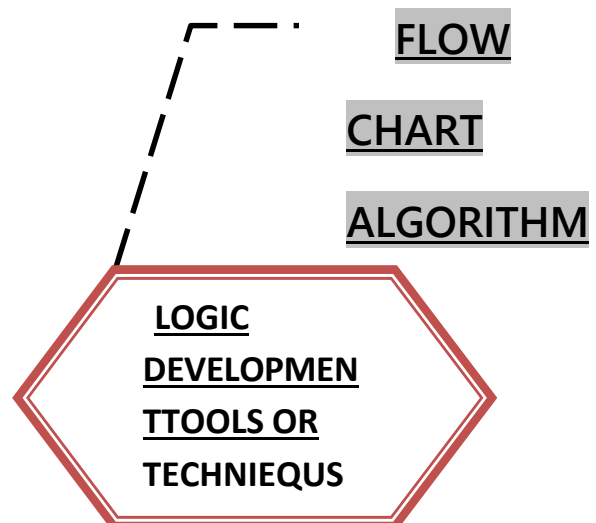 FLOW
CHART
ALGORITHM
LOGIC
DEVELOPMEN
TTOOLS OR
TECHNIEQUS